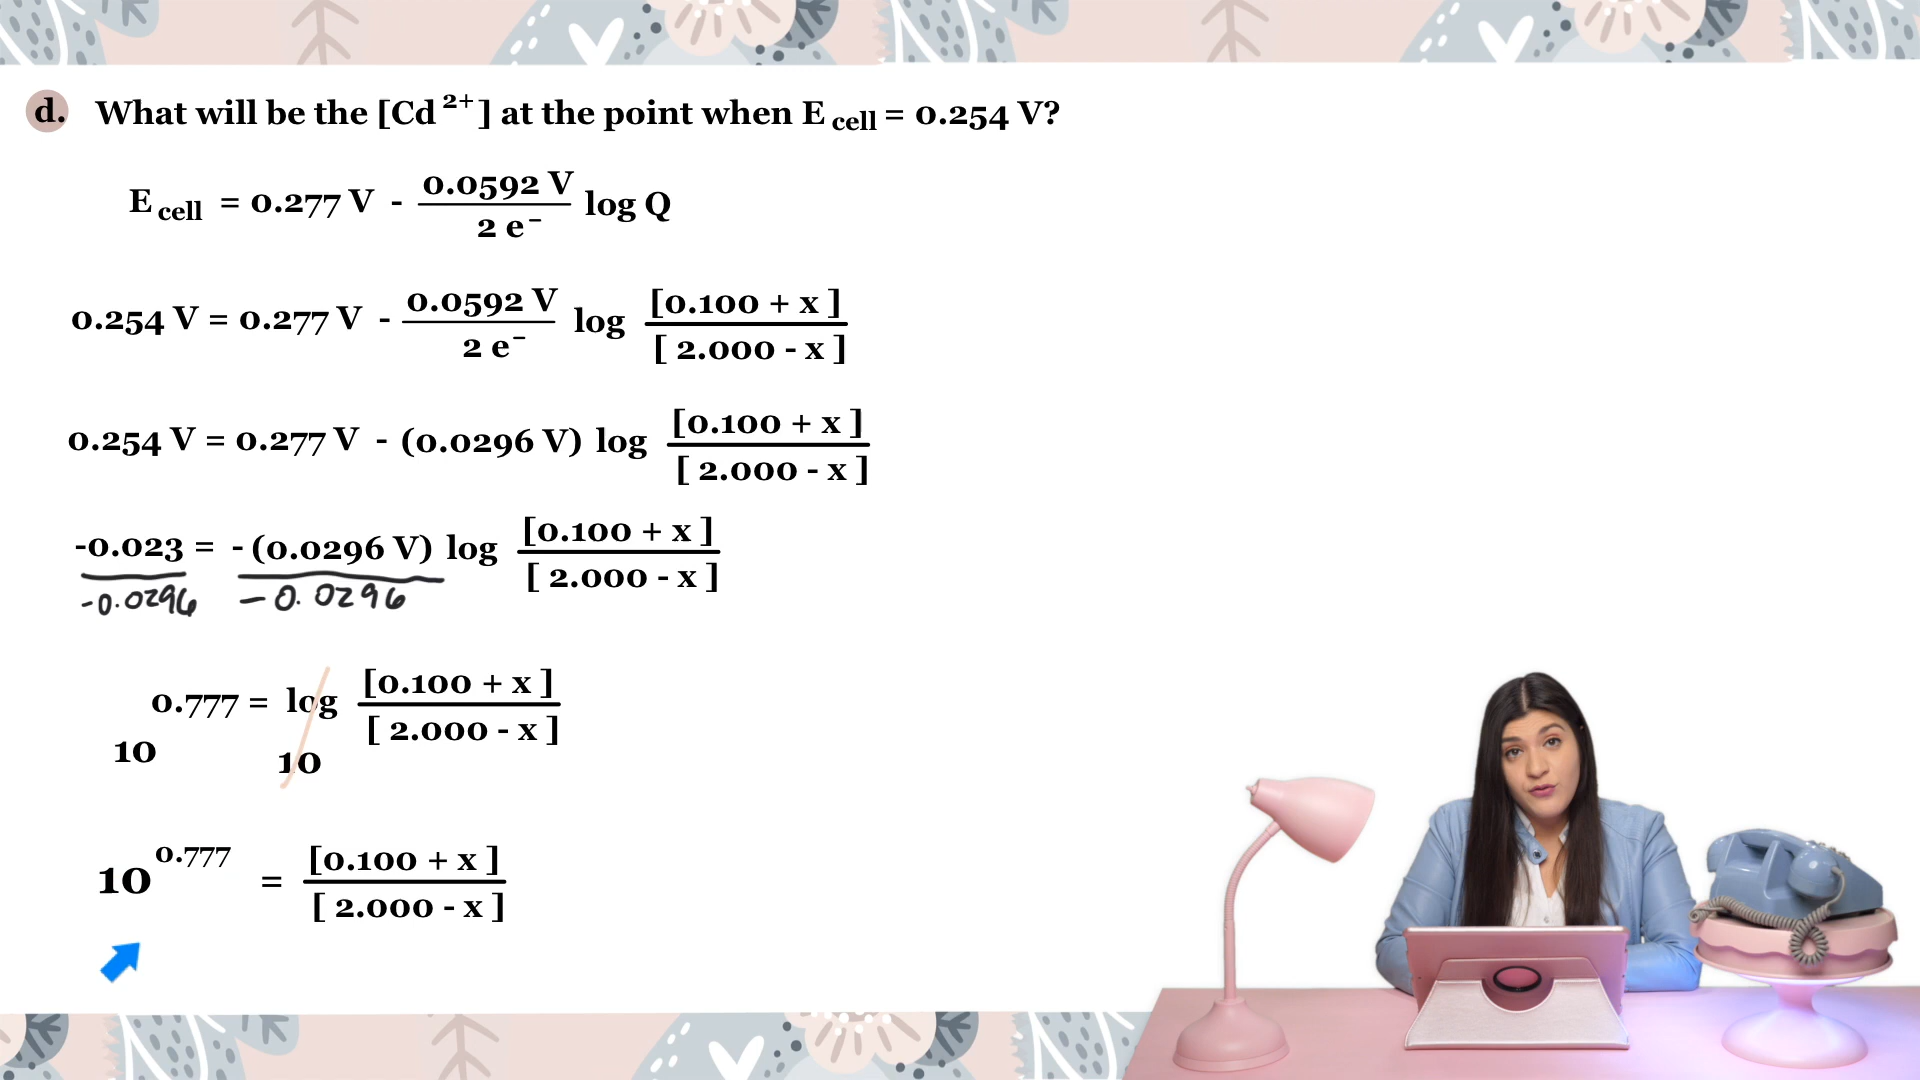 d. What will be the [Cd 2+] at the point when E cell = 0.254 V?
E cell = 0.277 V - 0.0592 V / 2 e⁻ log Q
0.254 V = 0.277 V - 0.0592 V / 2 e⁻ log [0.100 + x ] / [ 2.000 - x ]
0.254 V = 0.277 V - (0.0296 V) log [0.100 + x ] / [ 2.000 - x ]
-0.023 = - (0.0296 V) log [0.100 + x ] / [ 2.000 - x ]
-0.0296 -0.0296
0.777 = log [0.100 + x ] / [ 2.000 - x ]
10 10
10 0.777 = [0.100 + x ] / [ 2.000 - x ]